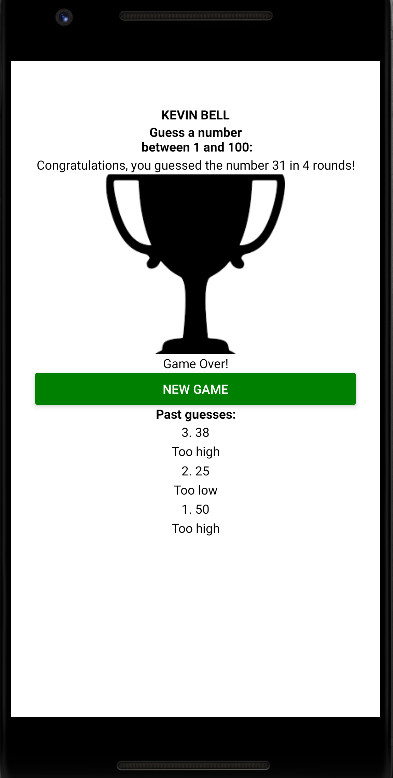 KEVIN BELL
Guess a number
between 1 and 100:
Congratulations, you guessed the number 31 in 4 rounds!
Game Over!
NEW GAME
Past guesses:
3. 38
Too high
2. 25
Too low
1. 50
Too high